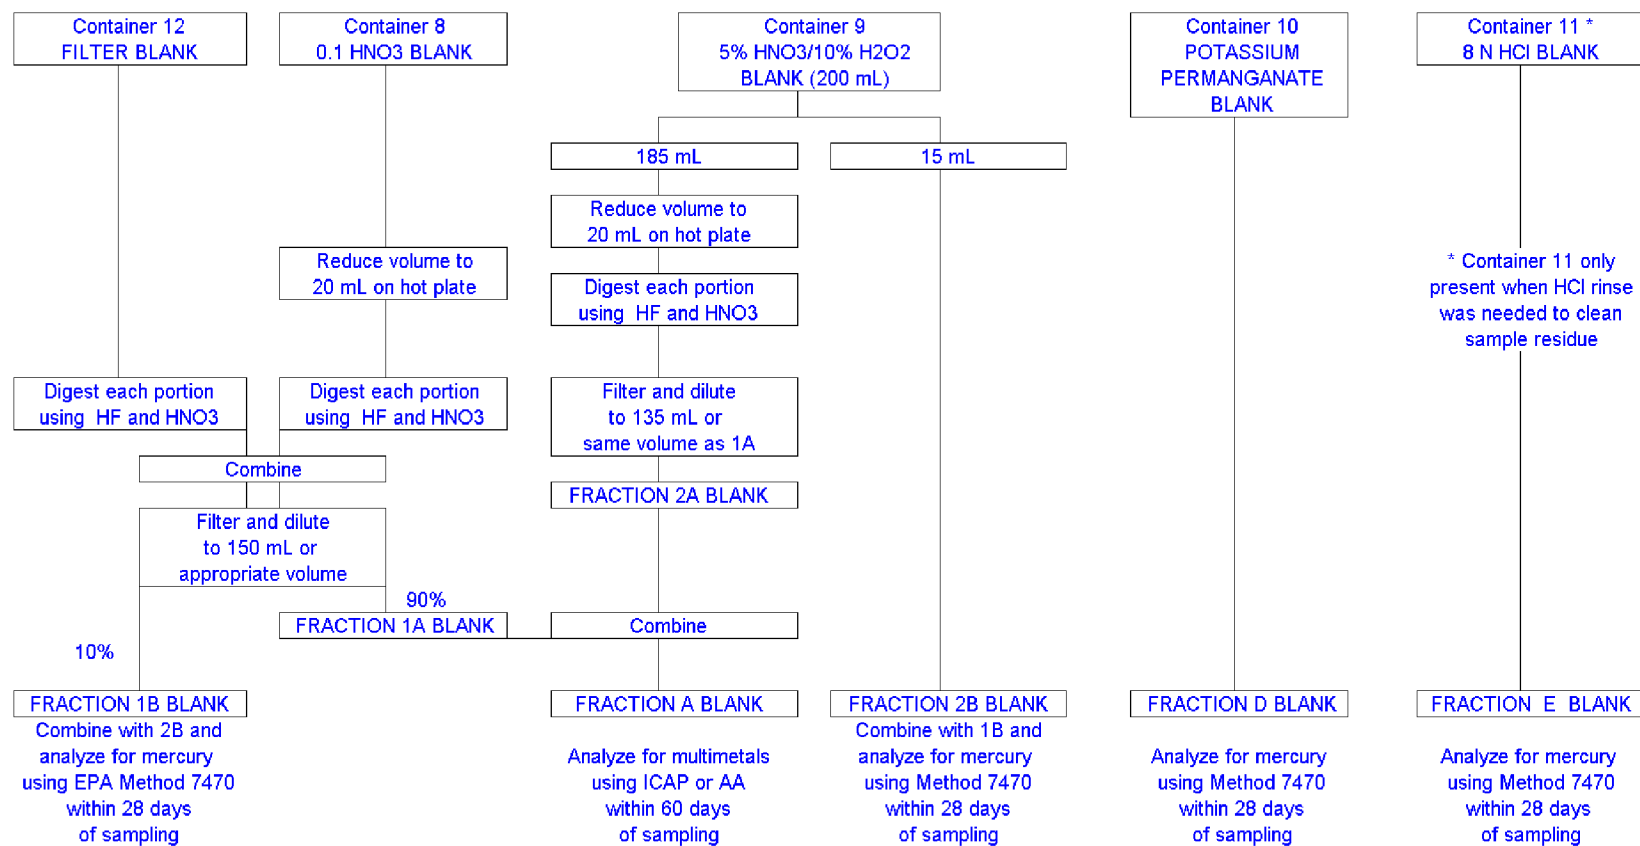 Container 12
FILTER BLANK
Container 8
0.1 HNO3 BLANK
Container 9
5% HNO3/10% H2O2
BLANK (200 mL)
Container 10
POTASSIUM
PERMANGANATE
BLANK
Container 11 *
8 N HCl BLANK
185 mL
15 mL
Reduce volume to
20 mL on hot plate
Reduce volume to
20 mL on hot plate
Digest each portion
using HF and HNO3
* Container 11 only
present when HCl rinse
was needed to clean
sample residue
Digest each portion
using HF and HNO3
Digest each portion
using HF and HNO3
Filter and dilute
to 135 mL or
same volume as 1A
Combine
FRACTION 2A BLANK
Filter and dilute
to 150 mL or
appropriate volume
90%
FRACTION 1A BLANK
Combine
10%
FRACTION 1B BLANK
Combine with 2B and
analyze for mercury
using EPA Method 7470
within 28 days
of sampling
FRACTION A BLANK
Analyze for multimetals
using ICAP or AA
within 60 days
of sampling
FRACTION 2B BLANK
Combine with 1B and
analyze for mercury
using Method 7470
within 28 days
of sampling
FRACTION D BLANK
Analyze for mercury
using Method 7470
within 28 days
of sampling
FRACTION E BLANK
Analyze for mercury
using Method 7470
within 28 days
of sampling